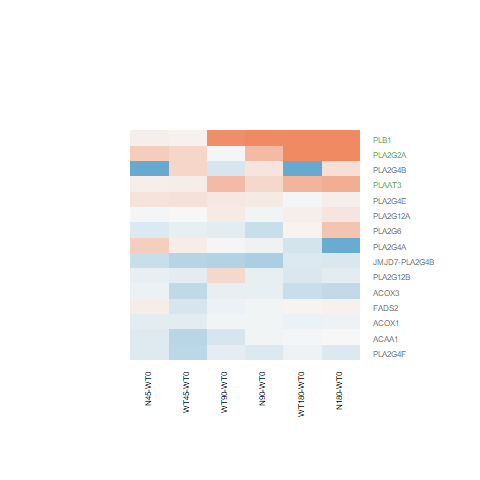 PLB1
PLA2G2A
PLA2G4B
PLAAT3
PLA2G4E
PLA2G12A
PLA2G6
PLA2G4A
JMJD7-PLA2G4B
PLA2G12B
ACOX3
FADS2
ACOX1
ACAA1
PLA2G4F
N45-WT0
WT45-WT0
WT90-WT0
N90-WT0
WT180-WT0
N180-WT0